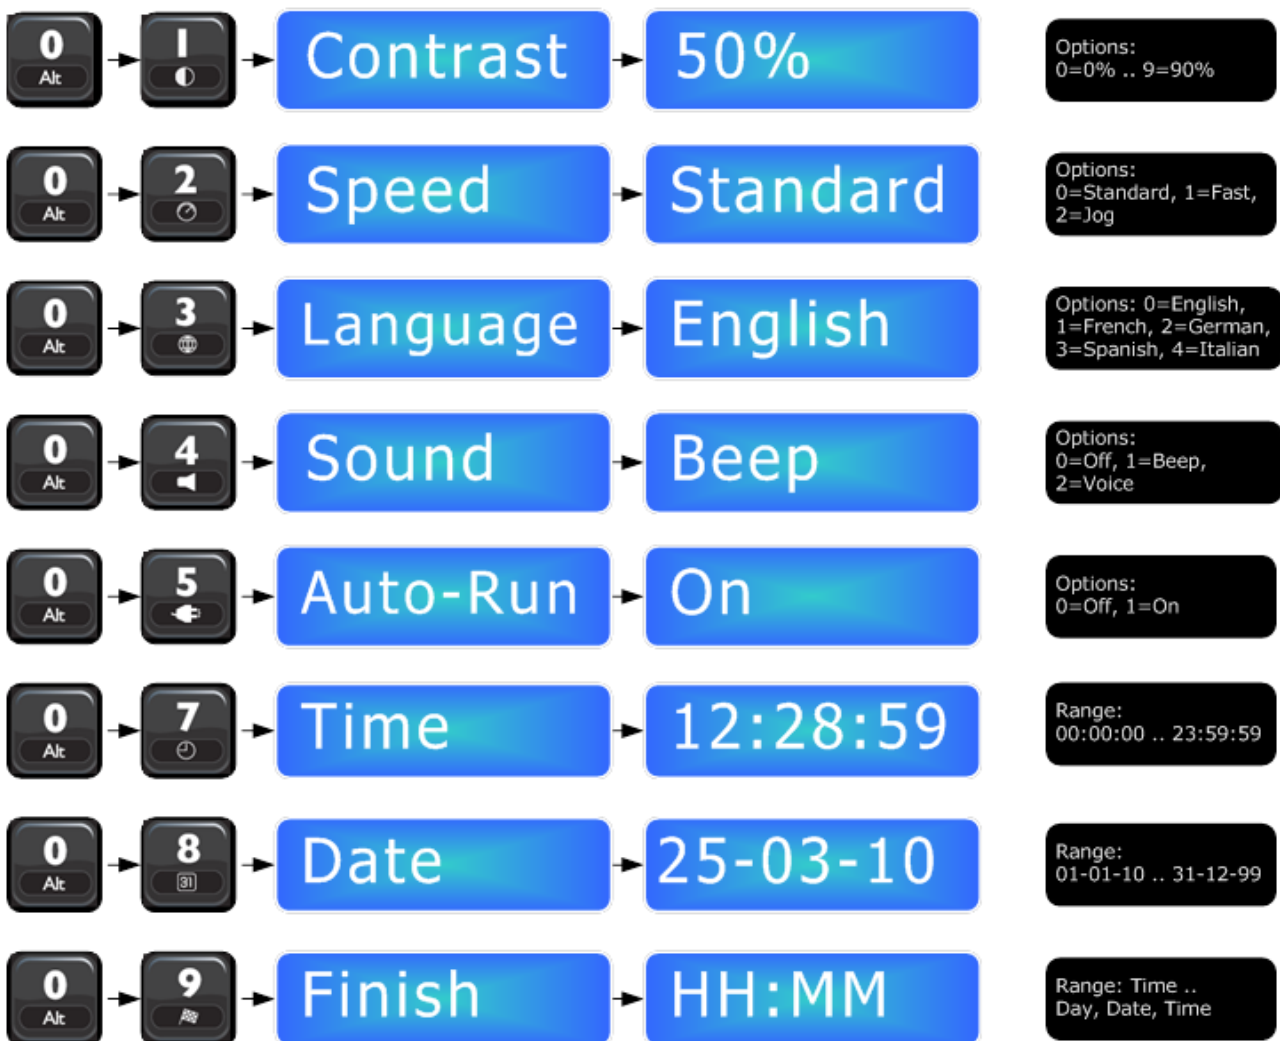 0
Alt
1
Contrast
50%
Options:
0=0% .. 9=90%
0
Alt
2
Speed
Standard
Options:
0=Standard, 1=Fast,
2=Jog
0
Alt
3
Language
English
Options: 0=English,
1=French, 2=German,
3=Spanish, 4=Italian
0
Alt
4
Sound
Beep
Options:
0=Off, 1=Beep,
2=Voice
0
Alt
5
Auto-Run
On
Options:
0=Off, 1=On
0
Alt
7
Time
12:28:59
Range:
00:00:00 .. 23:59:59
0
Alt
8
31
Date
25-03-10
Range:
01-01-10 .. 31-12-99
0
Alt
9
Finish
HH:MM
Range: Time ..
Day, Date, Time